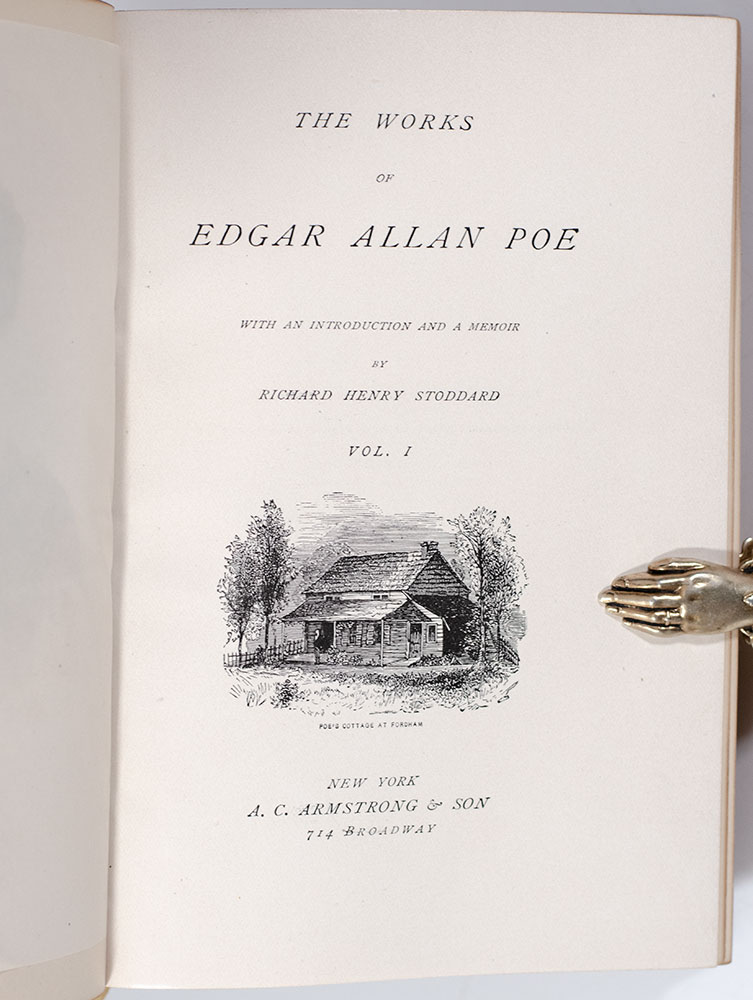 THE WORKS
OF
EDGAR ALLAN POE
WITH AN INTRODUCTION AND A MEMOIR
BY
RICHARD HENRY STODDARD
VOL. I
POE'S COTTAGE AT FORDHAM
NEW YORK
A. C. ARMSTRONG & SON
714 BROADWAY